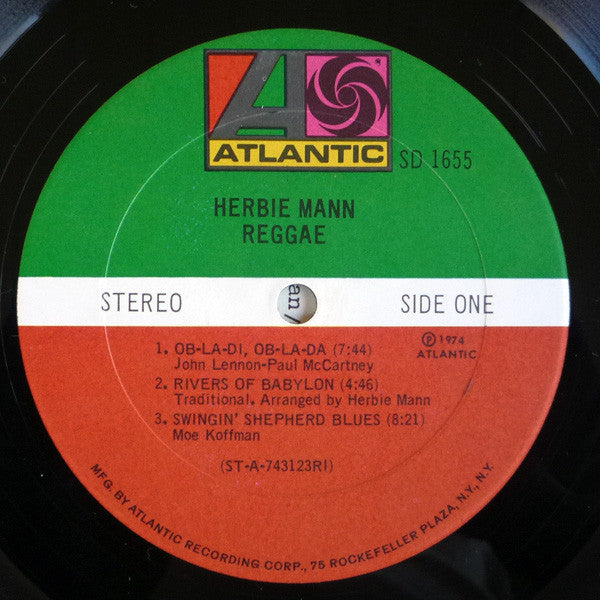 ATLANTIC
SD 1655
HERBIE MANN
REGGAE
STEREO
an
SIDE ONE
1. OB-LA-DI, OB-LA-DA (7:44)
John Lennon-Paul McCartney
2. RIVERS OF BABYLON (4:46)
Traditional. Arranged by Herbie Mann
3. SWINGIN' SHEPHERD BLUES (8:21)
Moe Koffman
Ⓟ 1974
ATLANTIC
(ST-A-743123RI)
MFG. BY ATLANTIC RECORDING CORP., 75 ROCKEFELLER PLAZA, N.Y., N.Y.